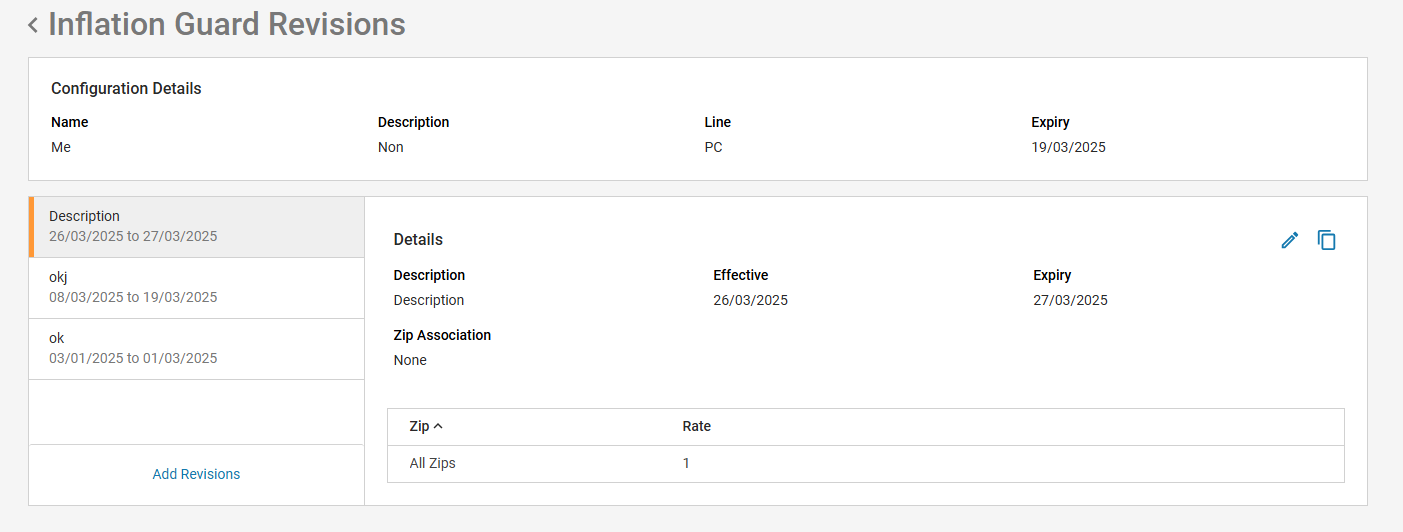 Inflation Guard Revisions
Configuration Details
Name Description Line Expiry
Me Non PC 19/03/2025
Description
26/03/2025 to 27/03/2025
okj
08/03/2025 to 19/03/2025
ok
03/01/2025 to 01/03/2025
Add Revisions
Details
Description Effective Expiry
Description 26/03/2025 27/03/2025
Zip Association
None
Zip Rate
All Zips 1